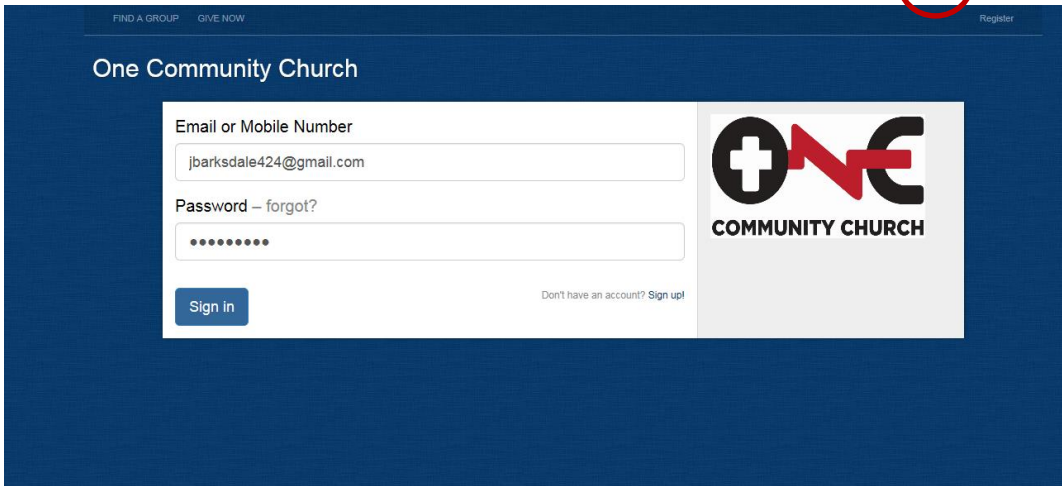 FIND A GROUP GIVE NOW Register
One Community Church
Email or Mobile Number
jbarksdale424@gmail.com
Password – forgot?
●●●●●●●●●
Sign in
Don't have an account? Sign up!
ONE
COMMUNITY CHURCH